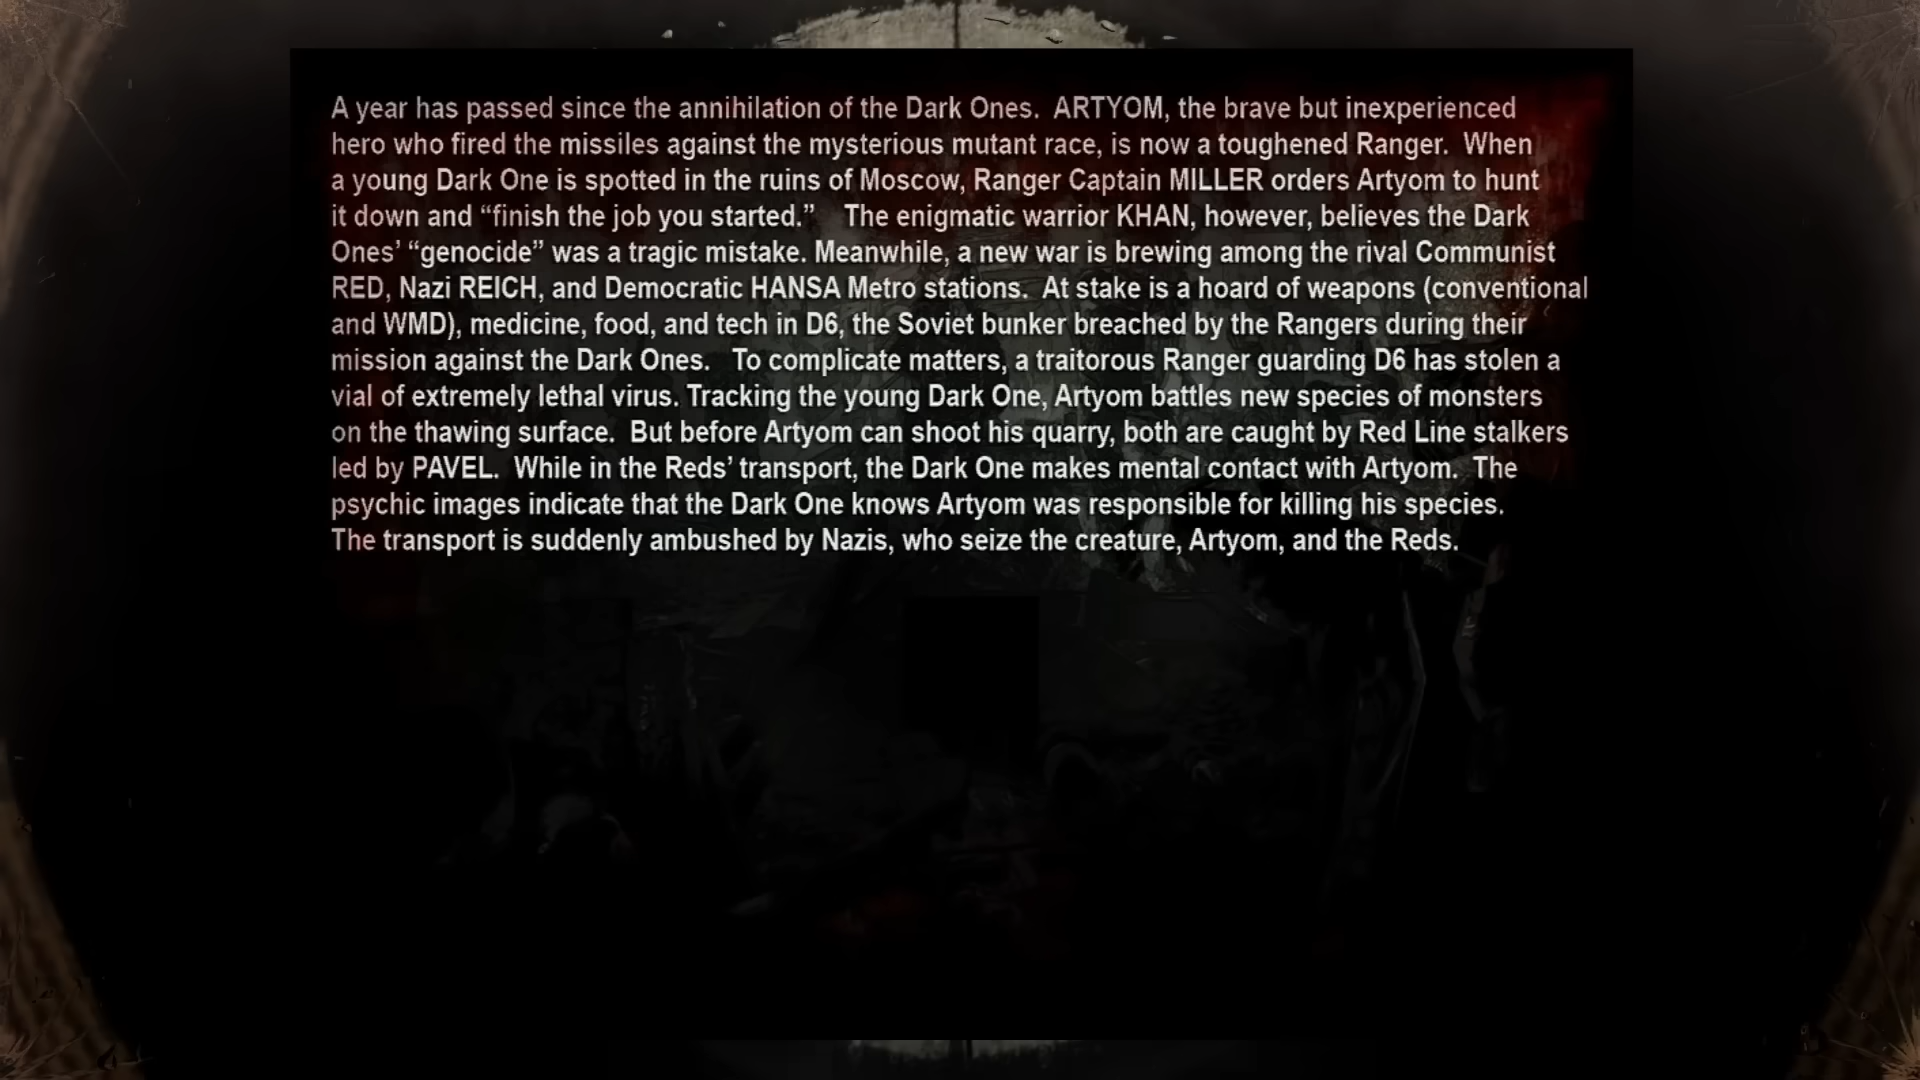 A year has passed since the annihilation of the Dark Ones.  ARTYOM, the brave but inexperienced
hero who fired the missiles against the mysterious mutant race, is now a toughened Ranger.  When
a young Dark One is spotted in the ruins of Moscow, Ranger Captain MILLER orders Artyom to hunt
it down and “finish the job you started.”    The enigmatic warrior KHAN, however, believes the Dark
Ones’ “genocide” was a tragic mistake. Meanwhile, a new war is brewing among the rival Communist
RED, Nazi REICH, and Democratic HANSA Metro stations.  At stake is a hoard of weapons (conventional
and WMD), medicine, food, and tech in D6, the Soviet bunker breached by the Rangers during their
mission against the Dark Ones.   To complicate matters, a traitorous Ranger guarding D6 has stolen a
vial of extremely lethal virus. Tracking the young Dark One, Artyom battles new species of monsters
on the thawing surface.  But before Artyom can shoot his quarry, both are caught by Red Line stalkers
led by PAVEL.  While in the Reds’ transport, the Dark One makes mental contact with Artyom.  The
psychic images indicate that the Dark One knows Artyom was responsible for killing his species.
The transport is suddenly ambushed by Nazis, who seize the creature, Artyom, and the Reds.